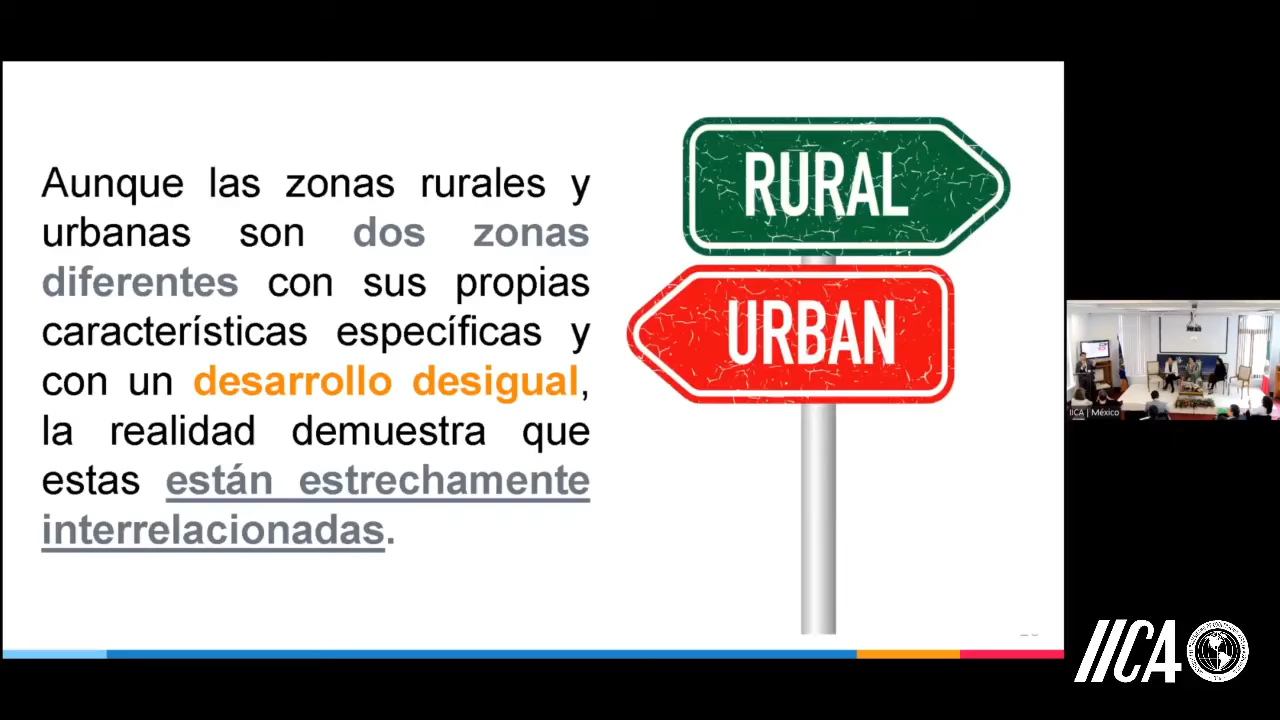 Aunque las zonas rurales y
urbanas son dos zonas
diferentes con sus propias
características específicas y
con un desarrollo desigual,
la realidad demuestra que
estas están estrechamente
interrelacionadas.
RURAL
URBAN
IICA | México
IICA